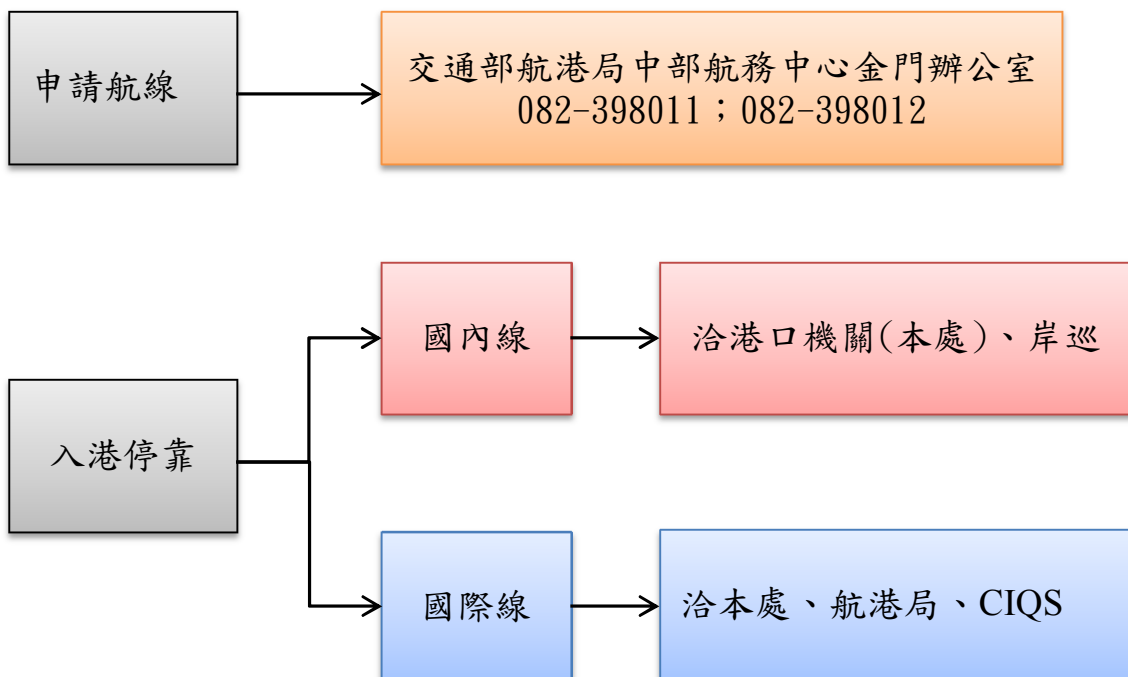 申請航線
交通部航港局中部航務中心金門辦公室
082-398011；082-398012
國內線
洽港口機關(本處)、岸巡
入港停靠
國際線
洽本處、航港局、CIQS